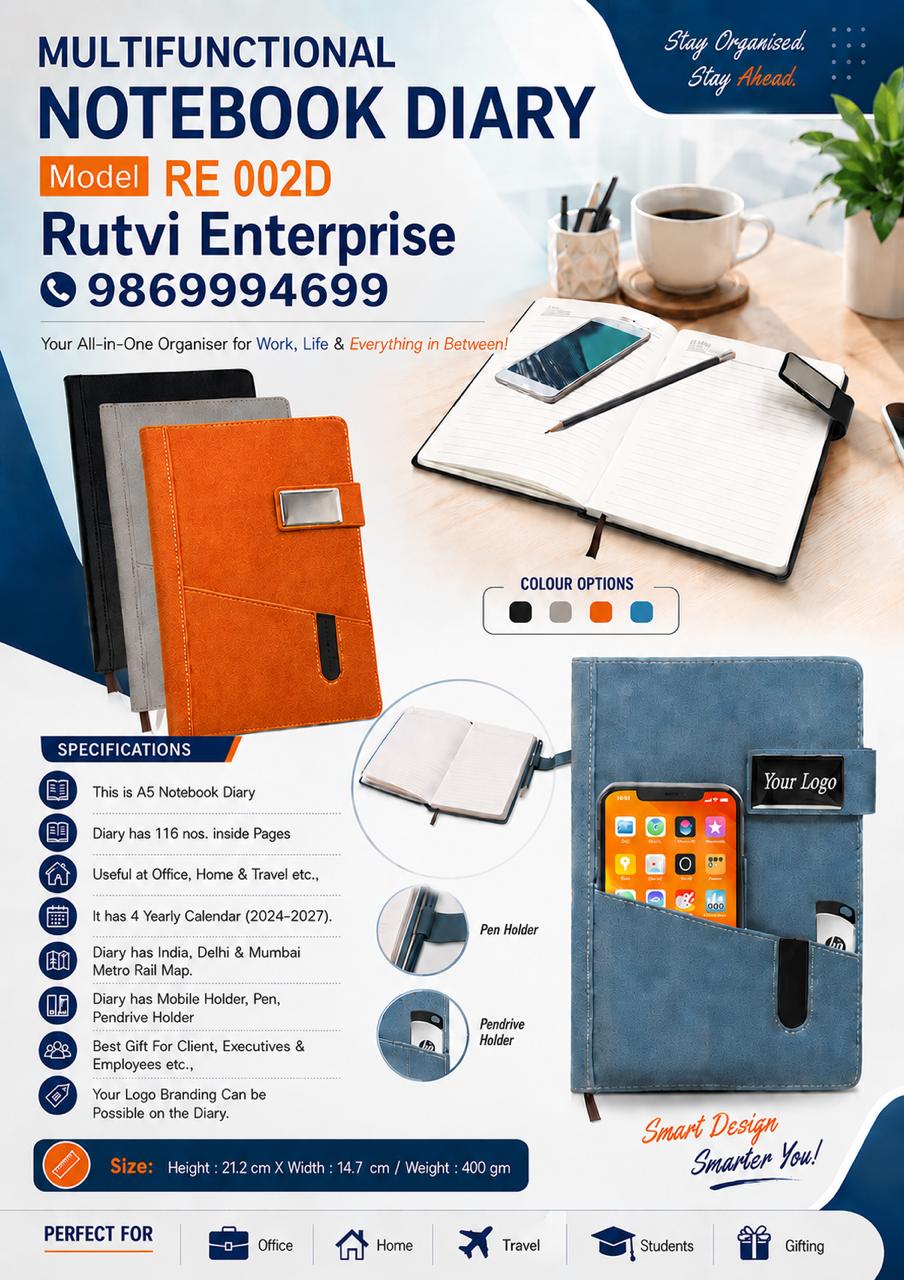 MULTIFUNCTIONAL
NOTEBOOK DIARY
Model RE 002D
Rutvi Enterprise
9869994699
Your All-in-One Organiser for Work, Life & Everything in Between!
Stay Organised.
Stay Ahead.
COLOUR OPTIONS
SPECIFICATIONS
This is A5 Notebook Diary
Diary has 116 nos. inside Pages
Useful at Office, Home & Travel etc.,
It has 4 Yearly Calendar (2024-2027).
Diary has India, Delhi & Mumbai
Metro Rail Map.
Diary has Mobile Holder, Pen,
Pendrive Holder
Best Gift For Client, Executives &
Employees etc.,
Your Logo Branding Can be
Possible on the Diary.
Pen Holder
Pendrive
Holder
Your Logo
10:51
hp
hp
Smart Design
Smarter You!
Size: Height : 21.2 cm X Width : 14.7 cm / Weight : 400 gm
PERFECT FOR
Office
Home
Travel
Students
Gifting